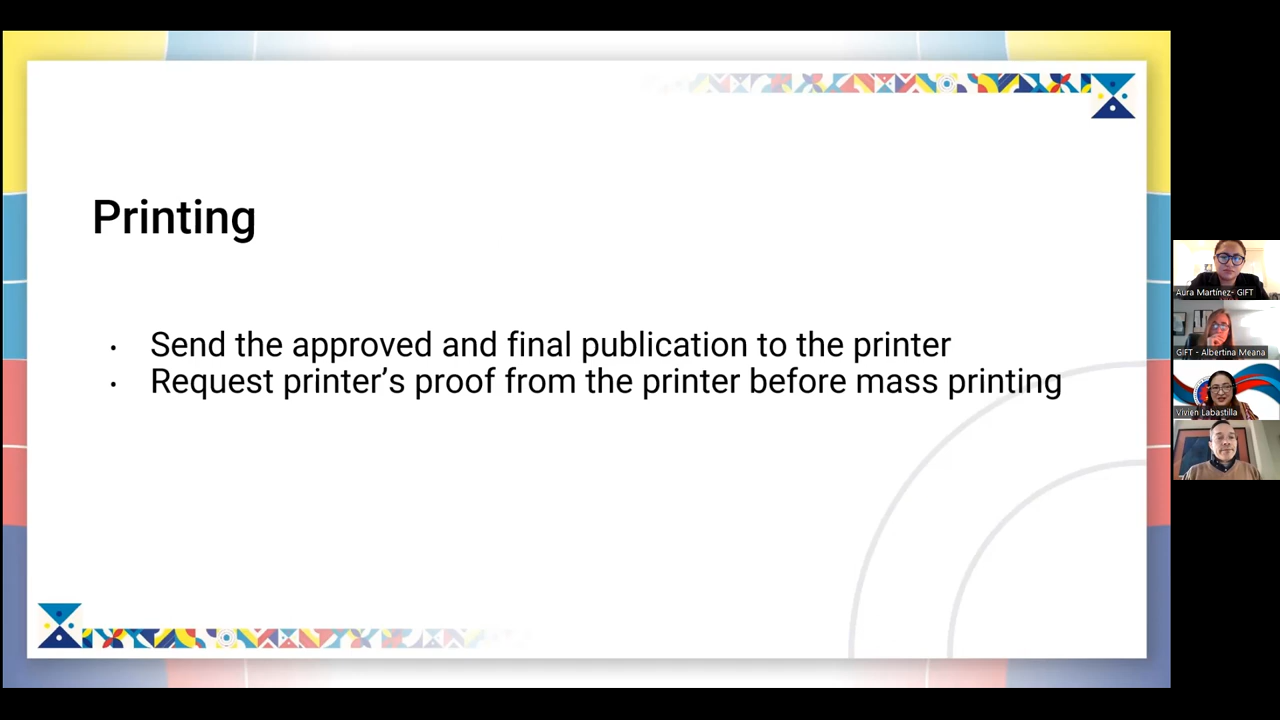 Printing
• Send the approved and final publication to the printer
• Request printer’s proof from the printer before mass printing
Aura Martínez- GIFT
GIFT - Albertina Meana
Vivien Labastilla